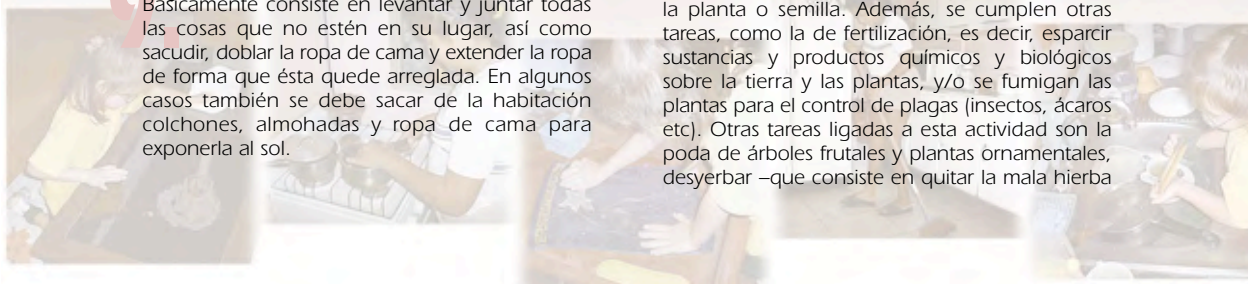 Básicamente consiste en levantar y juntar todas
las cosas que no estén en su lugar, así como
sacudir, doblar la ropa de cama y extender la ropa
de forma que ésta quede arreglada. En algunos
casos también se debe sacar de la habitación
colchones, almohadas y ropa de cama para
exponerla al sol.
la planta o semilla. Además, se cumplen otras
tareas, como la de fertilización, es decir, esparcir
sustancias y productos químicos y biológicos
sobre la tierra y las plantas, y/o se fumigan las
plantas para el control de plagas (insectos, ácaros
etc). Otras tareas ligadas a esta actividad son la
poda de árboles frutales y plantas ornamentales,
desyerbar –que consiste en quitar la mala hierba